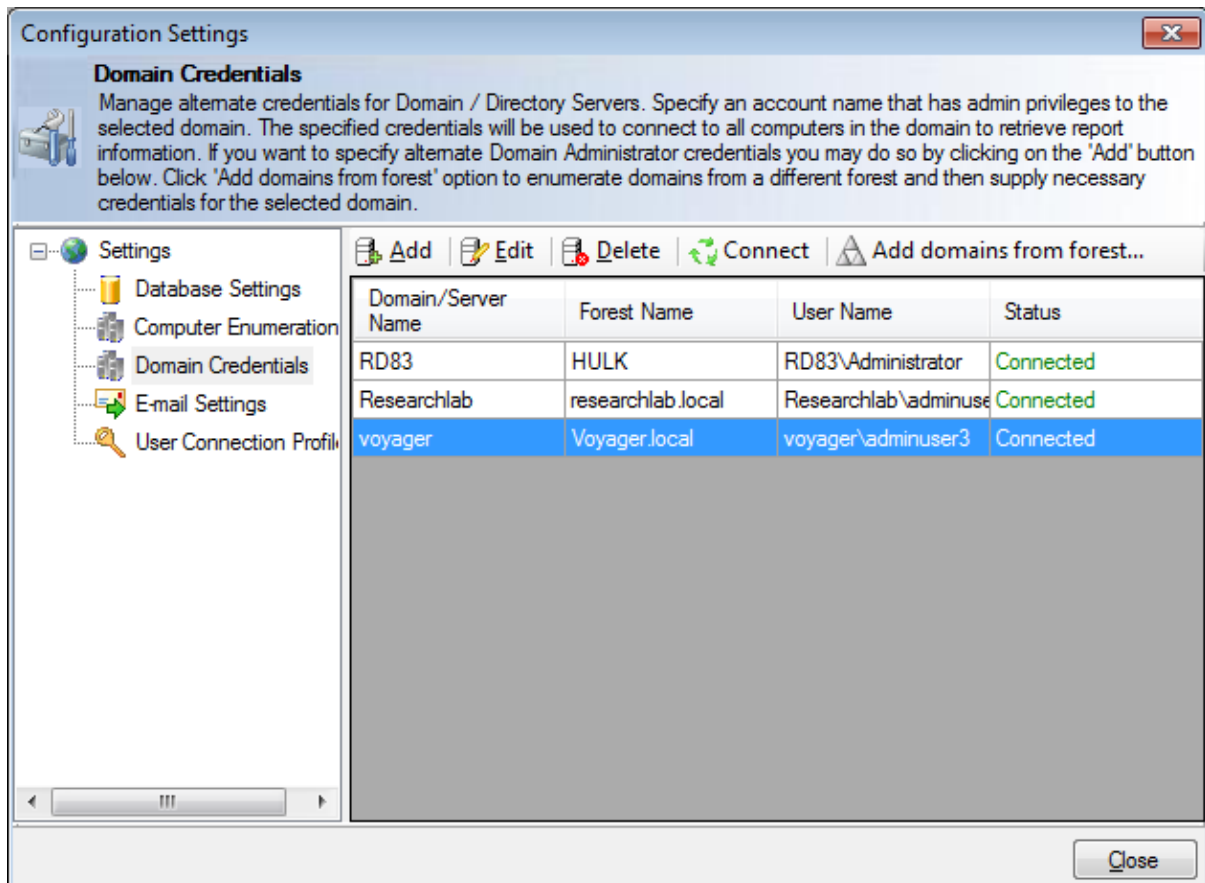 Configuration Settings
Domain Credentials
Manage alternate credentials for Domain / Directory Servers. Specify an account name that has admin privileges to the
selected domain. The specified credentials will be used to connect to all computers in the domain to retrieve report
information. If you want to specify alternate Domain Administrator credentials you may do so by clicking on the 'Add' button
below. Click 'Add domains from forest' option to enumerate domains from a different forest and then supply necessary
credentials for the selected domain.
Settings
Database Settings
Computer Enumeration
Domain Credentials
E-mail Settings
User Connection Profil
Add Edit Delete Connect Add domains from forest...
Domain/Server
Name Forest Name User Name Status
RD83 HULK RD83\Administrator Connected
Researchlab researchlab.local Researchlab\adminuse Connected
voyager Voyager.local voyager\adminuser3 Connected
Close